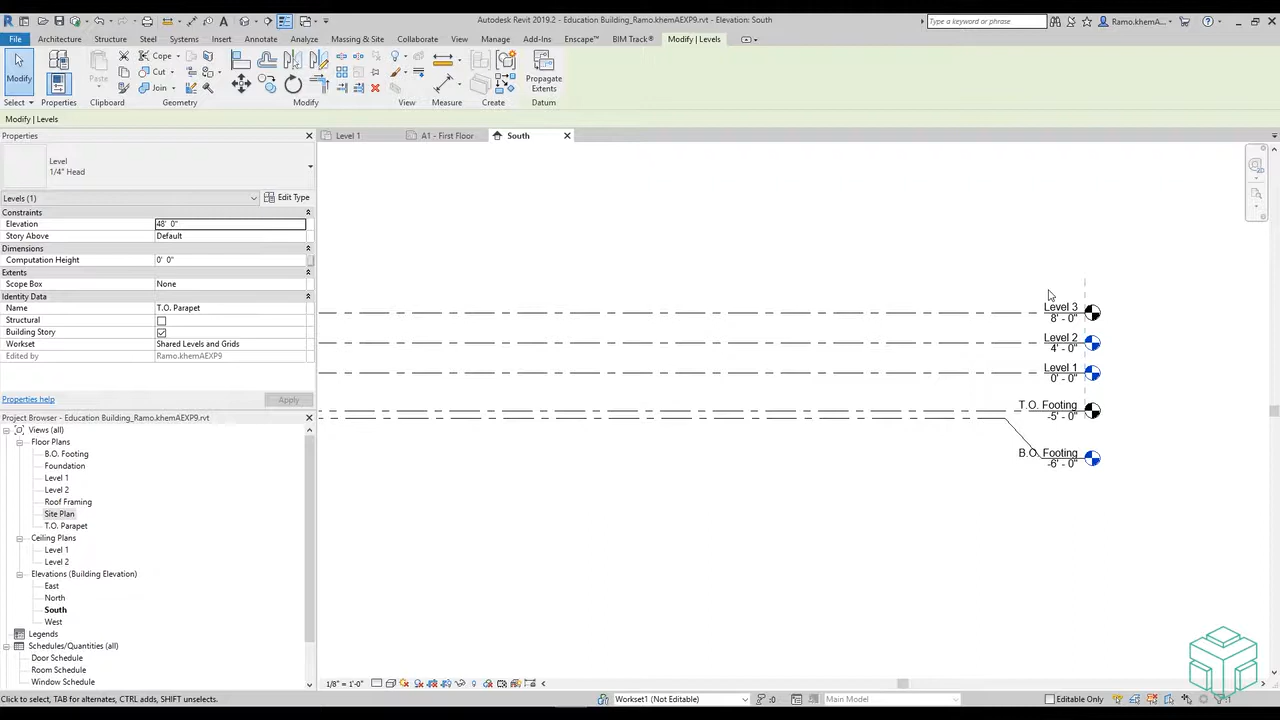 Autodesk Revit 2019.2 - Education Building_Ramo.khemAEXP9.rvt - Elevation: South
Type a keyword or phrase
Ramo.khemA...
File Architecture Structure Steel Systems Insert Annotate Analyze Massing & Site Collaborate View Manage Add-Ins Enscape™ BIM Track® Modify | Levels
Modify
Properties
Paste
Cope
Cut
Join
Propagate
Extents
Select Properties Clipboard Geometry Modify View Measure Create Datum
Modify | Levels
Properties
Level 1
A1 - First Floor
South
Level
1/4" Head
Levels (1)
Edit Type
Constraints
Elevation 48' 0"
Story Above Default
Dimensions
Computation Height 0' 0"
Extents
Scope Box None
Identity Data
Name T.O. Parapet
Structural
Building Story
Workset Shared Levels and Grids
Edited by Ramo.khemAEXP9
Properties help
Apply
Project Browser - Education Building_Ramo.khemAEXP9.rvt
Views (all)
Floor Plans
B.O. Footing
Foundation
Level 1
Level 2
Roof Framing
Site Plan
T.O. Parapet
Ceiling Plans
Level 1
Level 2
Elevations (Building Elevation)
East
North
South
West
Legends
Schedules/Quantities (all)
Door Schedule
Room Schedule
Window Schedule
Level 3
8' - 0"
Level 2
4' - 0"
Level 1
0' - 0"
T.O. Footing
-5' - 0"
B.O. Footing
-6' - 0"
1/8" = 1'-0"
Click to select, TAB for alternates, CTRL adds, SHIFT unselects.
Workset1 (Not Editable)
:0
Main Model
Editable Only